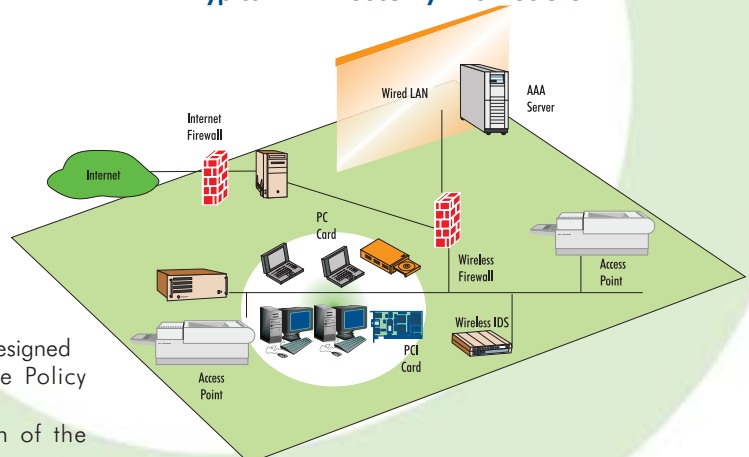 Wired LAN
AAA
Server
Internet
Firewall
Internet
PC
Card
Wireless
Firewall
Access
Point
Wireless IDS
PCI
Card
Access
Point
esigned
e Policy
n of the